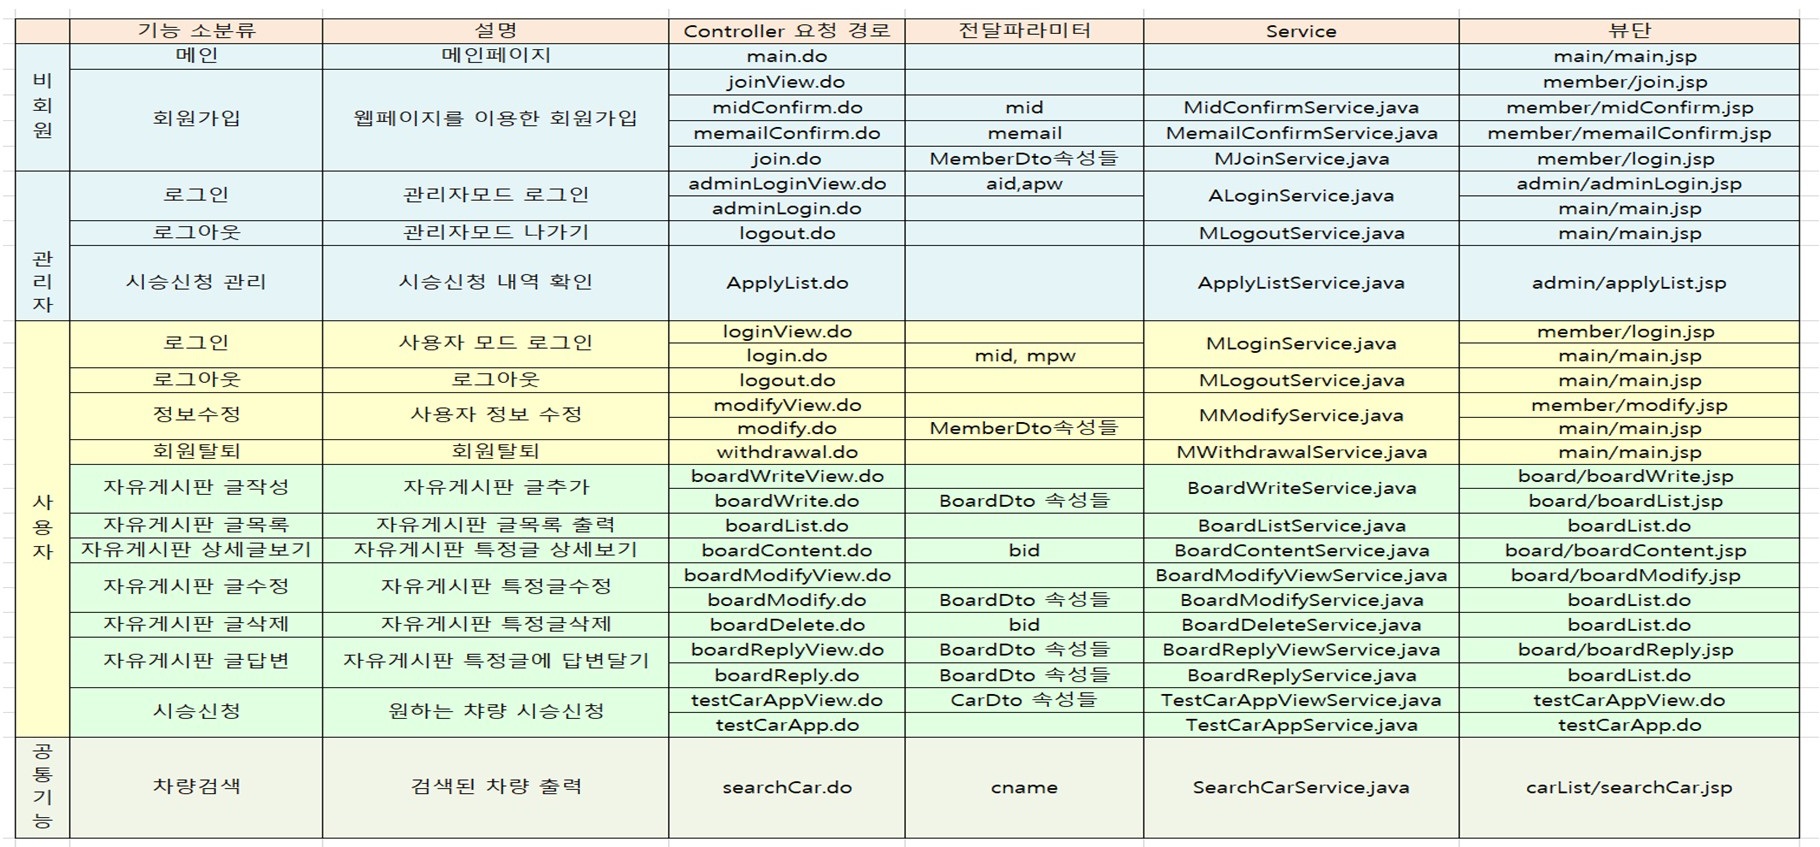 기능 소분류 설명 Controller 요청 경로 전달파라미터 Service 뷰단
비회원
메인 메인페이지 main.do main/main.jsp
회원가입 웹페이지를 이용한 회원가입
joinView.do member/join.jsp
midConfirm.do mid MidConfirmService.java member/midConfirm.jsp
memailConfirm.do memail MemailConfirmService.java member/memailConfirm.jsp
join.do MemberDto속성들 MJoinService.java member/login.jsp
관리자
로그인 관리자모드 로그인 ALoginService.java
adminLoginView.do aid,apw admin/adminLogin.jsp
adminLogin.do main/main.jsp
로그아웃 관리자모드 나가기 logout.do MLogoutService.java main/main.jsp
시승신청 관리 시승신청 내역 확인 ApplyList.do ApplyListService.java admin/applyList.jsp
사용자
로그인 사용자 모드 로그인 MLoginService.java
loginView.do member/login.jsp
login.do mid, mpw main/main.jsp
로그아웃 로그아웃 logout.do MLogoutService.java main/main.jsp
정보수정 사용자 정보 수정 MModifyService.java
modifyView.do member/modify.jsp
modify.do MemberDto속성들 main/main.jsp
회원탈퇴 회원탈퇴 withdrawal.do MWithdrawalService.java main/main.jsp
자유게시판 글작성 자유게시판 글추가 BoardWriteService.java
boardWriteView.do board/boardWrite.jsp
boardWrite.do BoardDto 속성들 board/boardList.jsp
자유게시판 글목록 자유게시판 글목록 출력 boardList.do BoardListService.java boardList.do
자유게시판 상세글보기 자유게시판 특정글 상세보기 boardContent.do bid BoardContentService.java board/boardContent.jsp
자유게시판 글수정 자유게시판 특정글수정
boardModifyView.do BoardModifyViewService.java board/boardModify.jsp
boardModify.do BoardDto 속성들 BoardModifyService.java boardList.do
자유게시판 글삭제 자유게시판 특정글삭제 boardDelete.do bid BoardDeleteService.java boardList.do
자유게시판 글답변 자유게시판 특정글에 답변달기
boardReplyView.do BoardDto 속성들 BoardReplyViewService.java board/boardReply.jsp
boardReply.do BoardDto 속성들 BoardReplyService.java boardList.do
시승신청 원하는 챠량 시승신청
testCarAppView.do CarDto 속성들 TestCarAppViewService.java testCarAppView.do
testCarApp.do TestCarAppService.java testCarApp.do
공통기능
차량검색 검색된 차량 출력 searchCar.do cname SearchCarService.java carList/searchCar.jsp